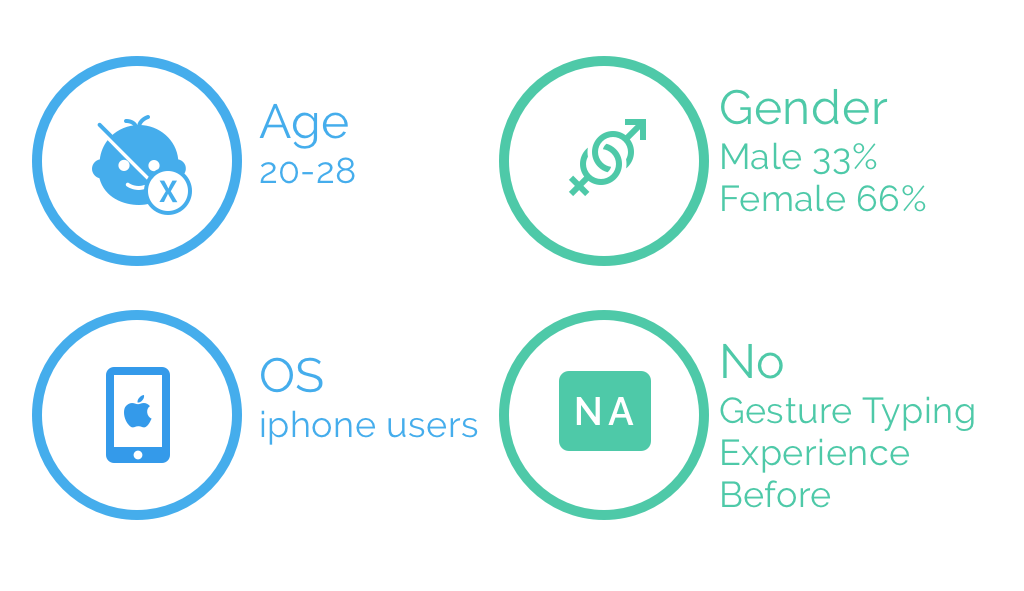 Age
20-28
X
Gender
Male 33%
Female 66%
OS
iphone users
NA
No
Gesture Typing
Experience
Before